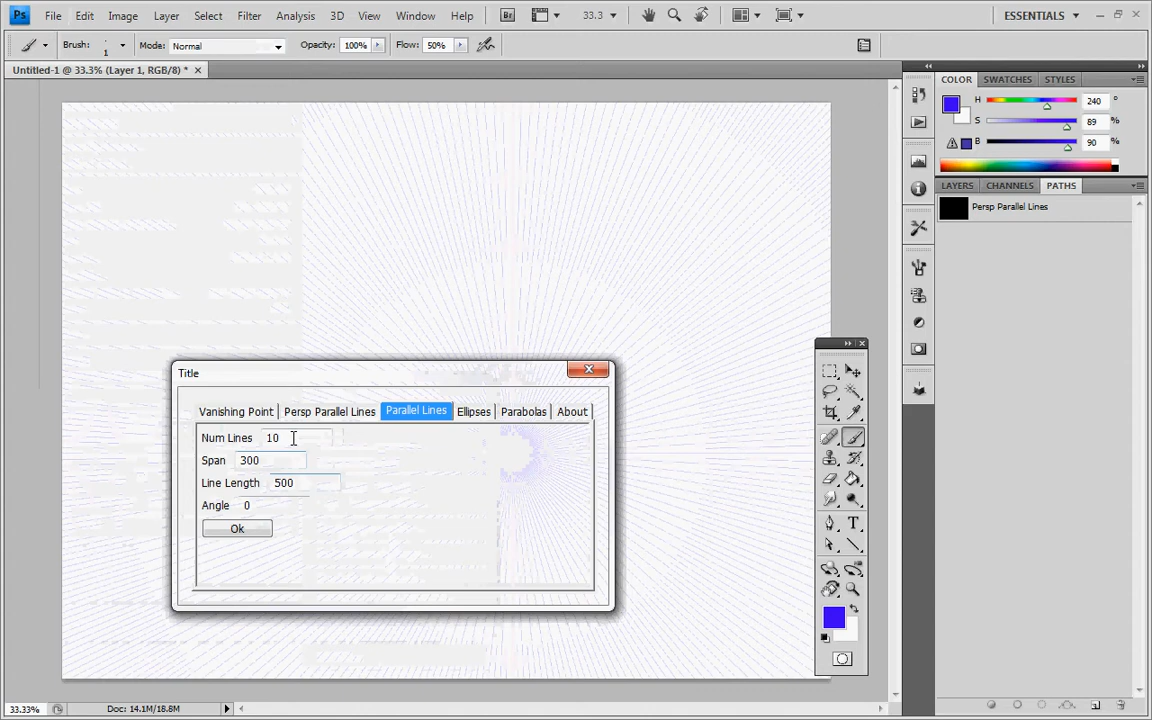 Ps File Edit Image Layer Select Filter Analysis 3D View Window Help Br 33.3 ESSENTIALS
Brush: 1 Mode: Normal Opacity: 100% Flow: 50%
Untitled-1 @ 33.3% (Layer 1, RGB/8) *
COLOR SWATCHES STYLES
H 240 °
S 89 %
B 90 %
LAYERS CHANNELS PATHS
Persp Parallel Lines
Title
Vanishing Point Persp Parallel Lines Parallel Lines Ellipses Parabolas About
Num Lines 10
Span 300
Line Length 500
Angle 0
Ok
33.33% Doc: 14.1M/18.8M